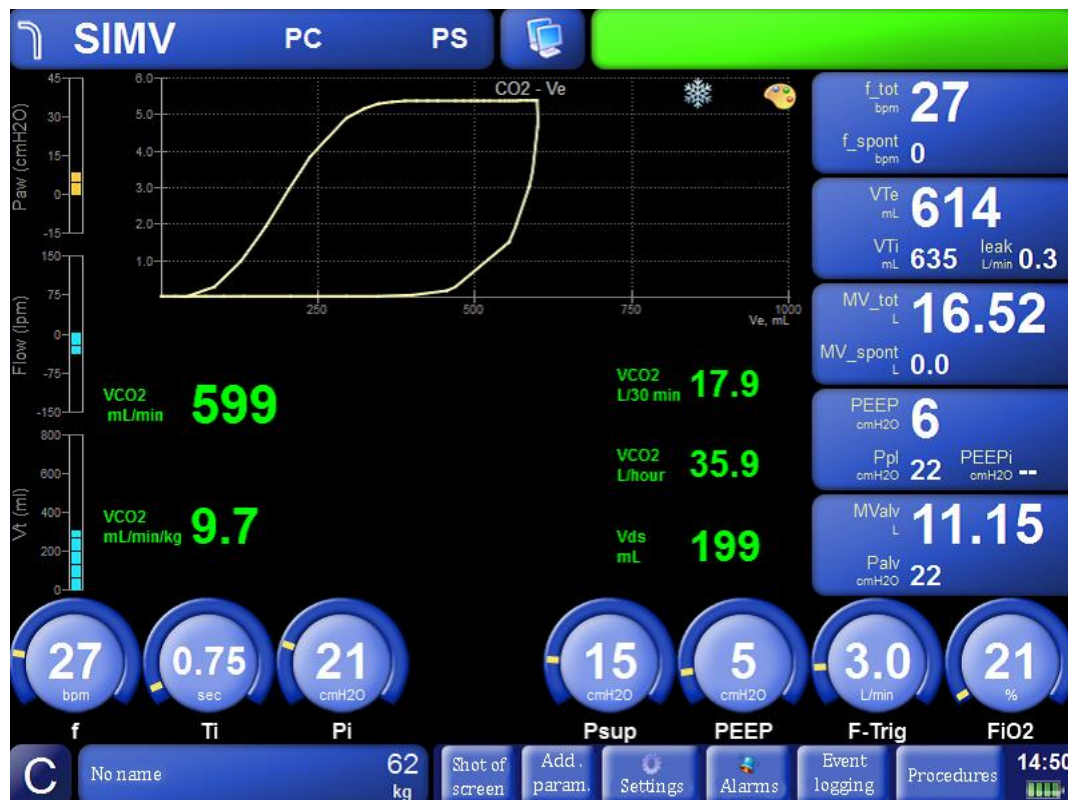 SIMV PC PS
CO2 - Ve
Paw (cmH2O)
45
30
15
0
-15
6.0
5.0
4.0
3.0
2.0
1.0
250 500 750 1000
Ve, mL
Flow (lpm)
150
75
0
-75
-150
Vt (ml)
800
600
400
200
0
VCO2
mL/min
599
VCO2
mL/min/kg
9.7
VCO2
L/30 min
17.9
VCO2
L/hour
35.9
Vds
mL
199
f_tot
bpm
27
f_spont
bpm
0
VTe
mL
614
VTi
mL
635
leak
L/min
0.3
MV_tot
L
16.52
MV_spont
L
0.0
PEEP
cmH2O
6
Ppl
cmH2O
22
PEEPi
cmH2O
--
MValv
L
11.15
Palv
cmH2O
22
27
bpm
f
0.75
sec
Ti
21
cmH2O
Pi
15
cmH2O
Psup
5
cmH2O
PEEP
3.0
L/min
F-Trig
21
%
FiO2
C
No name
62
kg
Shot of
screen
Add.
param.
Settings
Alarms
Event
logging
Procedures
14:50